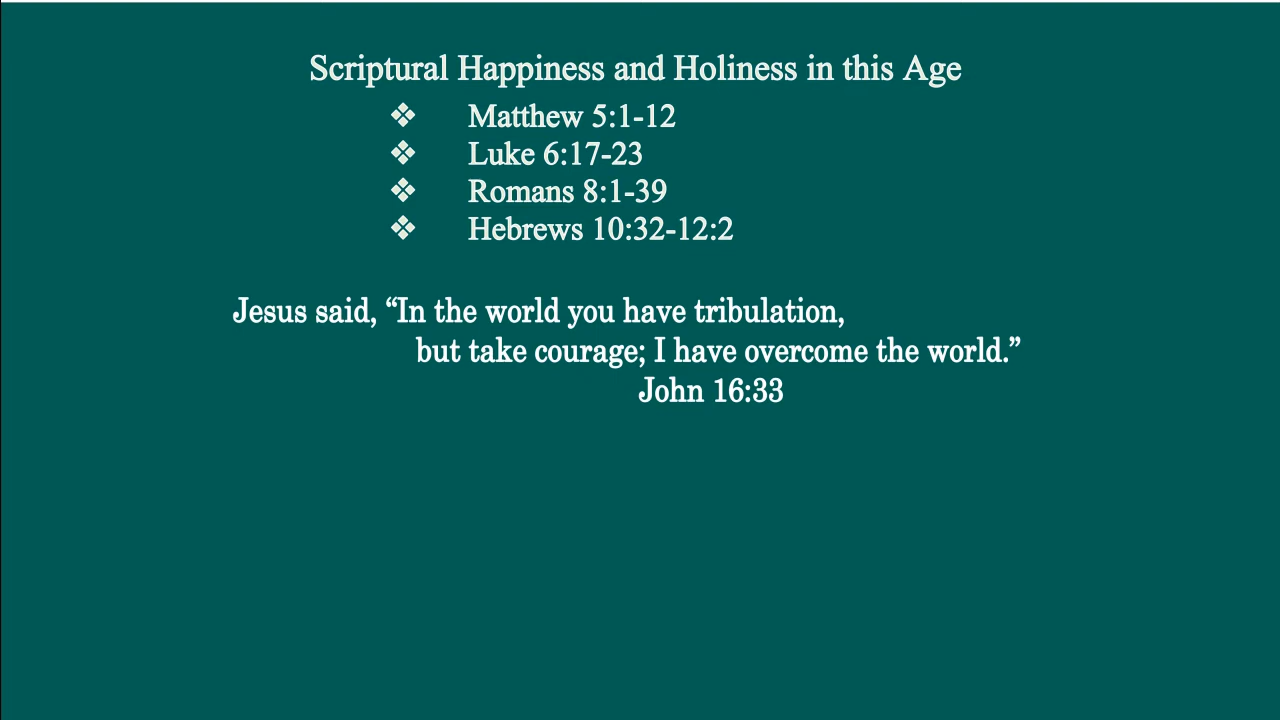 Scriptural Happiness and Holiness in this Age
❖ Matthew 5:1-12
❖ Luke 6:17-23
❖ Romans 8:1-39
❖ Hebrews 10:32-12:2
Jesus said, “In the world you have tribulation,
but take courage; I have overcome the world.”
John 16:33